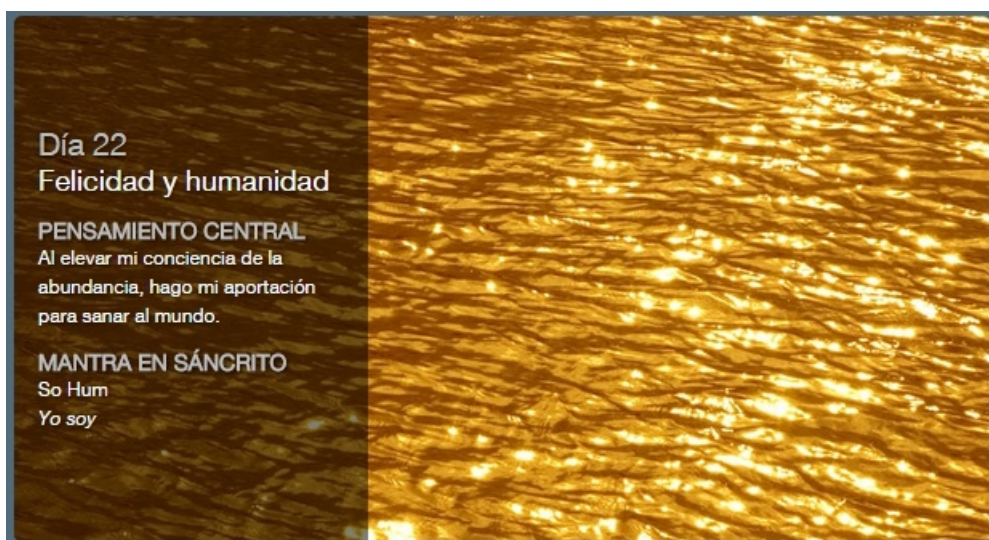 Día 22
Felicidad y humanidad
PENSAMIENTO CENTRAL
Al elevar mi conciencia de la
abundancia, hago mi aportación
para sanar al mundo.
MANTRA EN SÁNCRITO
So Hum
Yo soy